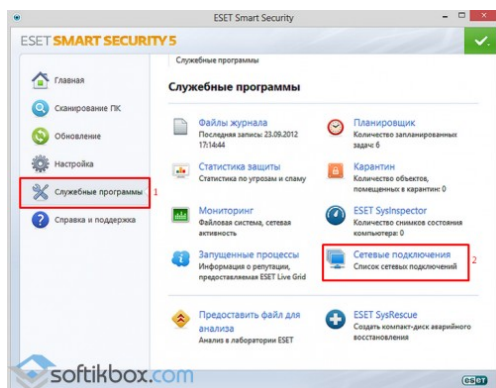 ESET Smart Security
ESET SMART SECURITY 5
Главная
Сканирование ПК
Обновление
Настройка
Служебные программы 1
Справка и поддержка
Служебные программы
Служебные программы
Файлы журнала
Последняя запись: 23.09.2012
17:14:44
Планировщик
Количество запланированных
задач: 6
Статистика защиты
Статистика по угрозам и спаму
Карантин
Количество объектов,
помещенных в карантин: 0
Мониторинг
Файловая система, сетевая
активность
ESET SysInspector
Количество снимков состояния
компьютера: 0
Запущенные процессы
Информация о репутации,
предоставляемая ESET Live Grid
Сетевые подключения 2
Список сетевых подключений
Предоставить файл для
анализа
Анализ в лаборатории ESET
ESET SysRescue
Создать компакт-диск аварийного
восстановления
softikbox.com
eset